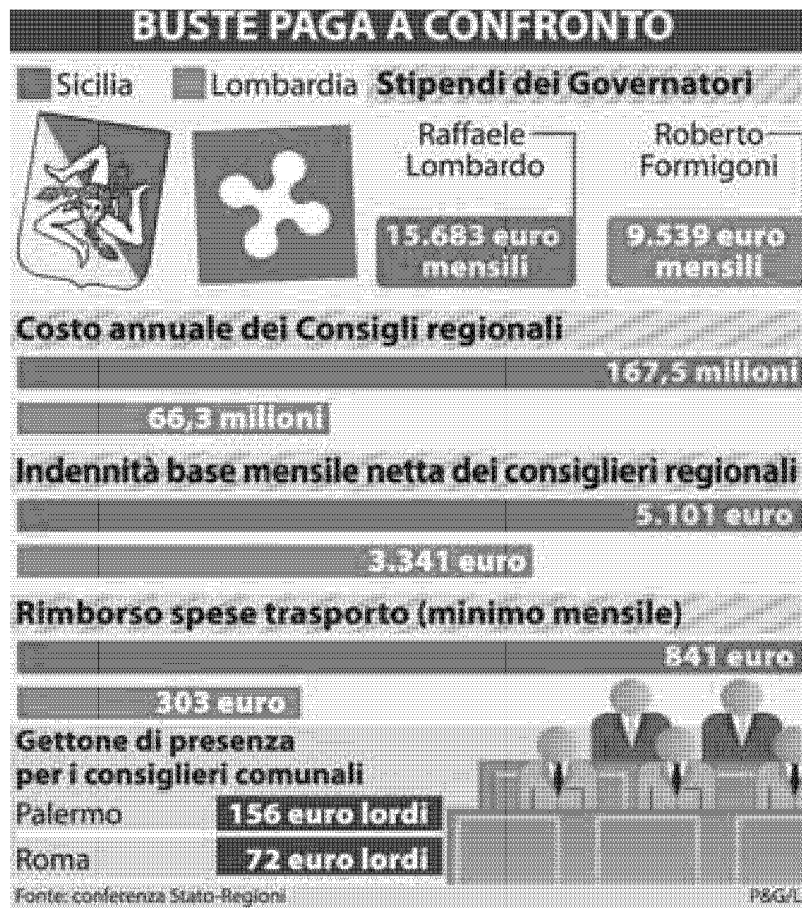 BUSTE PAGA A CONFRONTO
Sicilia
Lombardia
Stipendi dei Governatori
Raffaele
Lombardo
15.683 euro
mensili
Roberto
Formigoni
9.539 euro
mensili
Costo annuale dei Consigli regionali
167,5 milioni
66,3 milioni
Indennità base mensile netta dei consiglieri regionali
5.101 euro
3.341 euro
Rimborso spese trasporto (minimo mensile)
841 euro
303 euro
Gettone di presenza
per i consiglieri comunali
Palermo
156 euro lordi
Roma
72 euro lordi
Fonte: conferenza Stato-Regioni
P&G/L